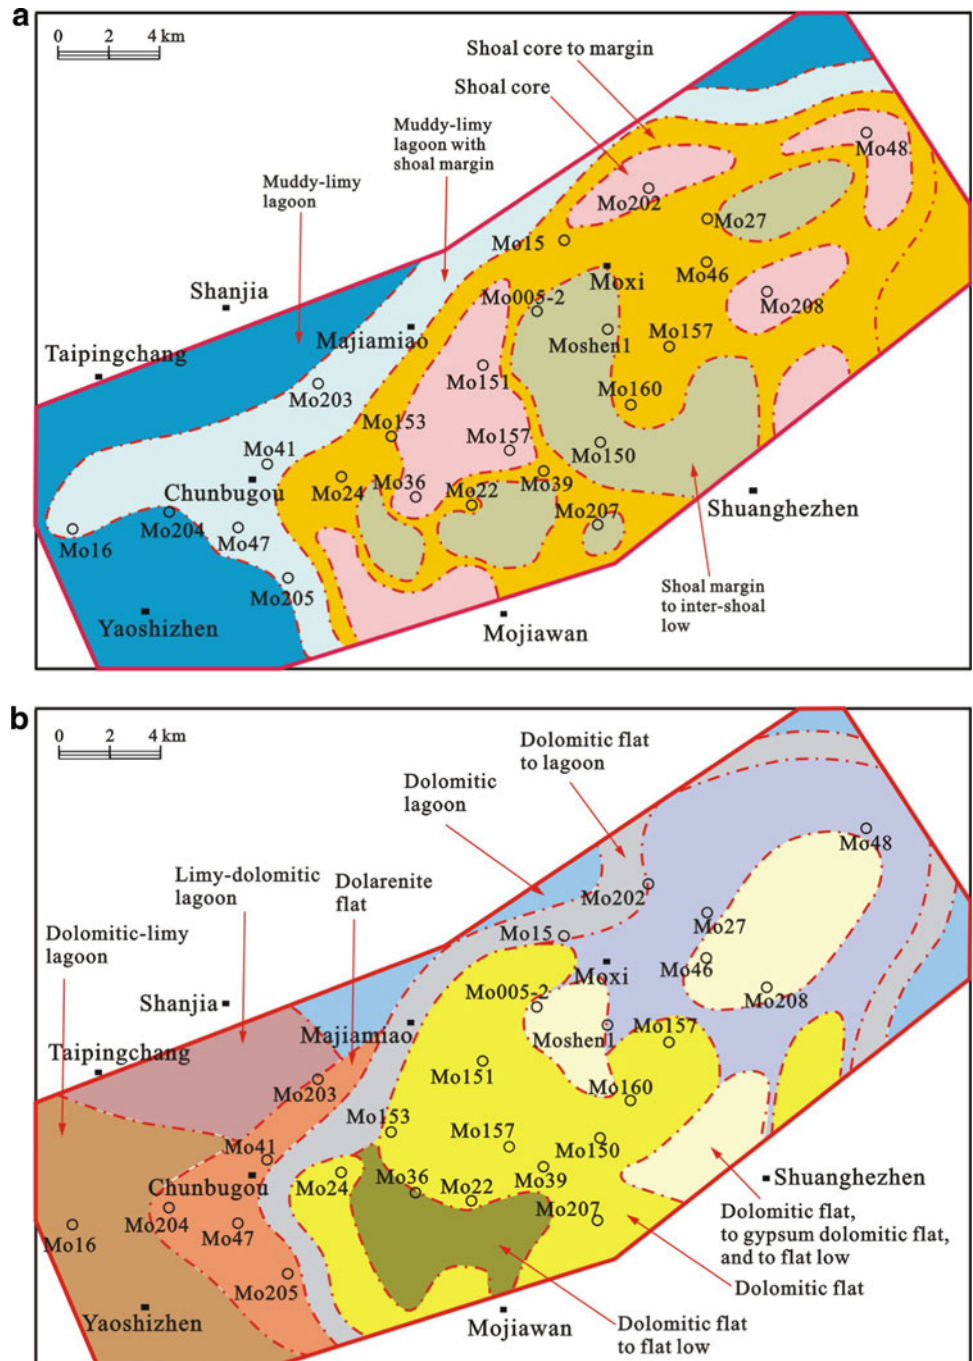 a
0 2 4 km
Shoal core to margin
Shoal core
Muddy-limy
lagoon with
shoal margin
Muddy-limy
lagoon
Mo48
Mo202
Mo27
Mo15
Moxi
Mo46
Shanjia
Mo005-2
Mo208
Majiamiao
Moshen1
Mo157
Taipingchang
Mo151
Mo203
Mo160
Mo153
Mo157
Mo41
Mo150
Chunbugou
Mo24
Mo36
Mo22
Mo39
Mo207
Shuanghezhen
Mo16
Mo204
Mo47
Mo205
Shoal margin
to inter-shoal
low
Yaoshizhen
Mojiawan
b
0 2 4 km
Dolomitic flat
to lagoon
Dolomitic
lagoon
Limy-dolomitic
lagoon
Dolarenite
flat
Dolomitic-limy
lagoon
Mo48
Mo202
Mo27
Mo15
Moxi
Mo46
Shanjia
Mo005-2
Mo208
Majiamiao
Moshen1
Mo157
Taipingchang
Mo151
Mo203
Mo160
Mo153
Mo157
Mo41
Mo150
Chunbugou
Mo24
Mo36
Mo22
Mo39
Shuanghezhen
Mo204
Mo207
Mo16
Mo47
Dolomitic flat,
to gypsum dolomitic flat,
and to flat low
Mo205
Dolomitic flat
Yaoshizhen
Mojiawan
Dolomitic flat
to flat low